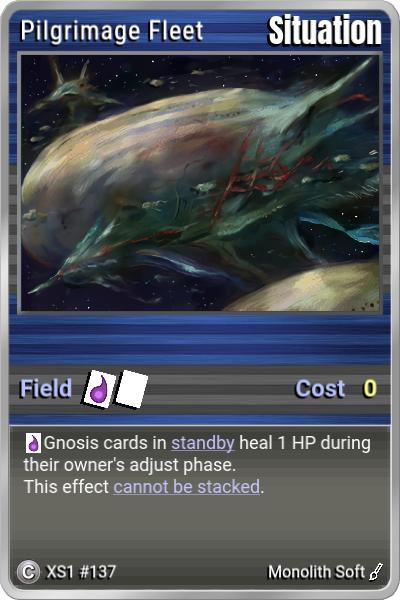 Pilgrimage Fleet Situation
Field Cost 0
Gnosis cards in standby heal 1 HP during
their owner's adjust phase.
This effect cannot be stacked.
C XS1 #137 Monolith Soft